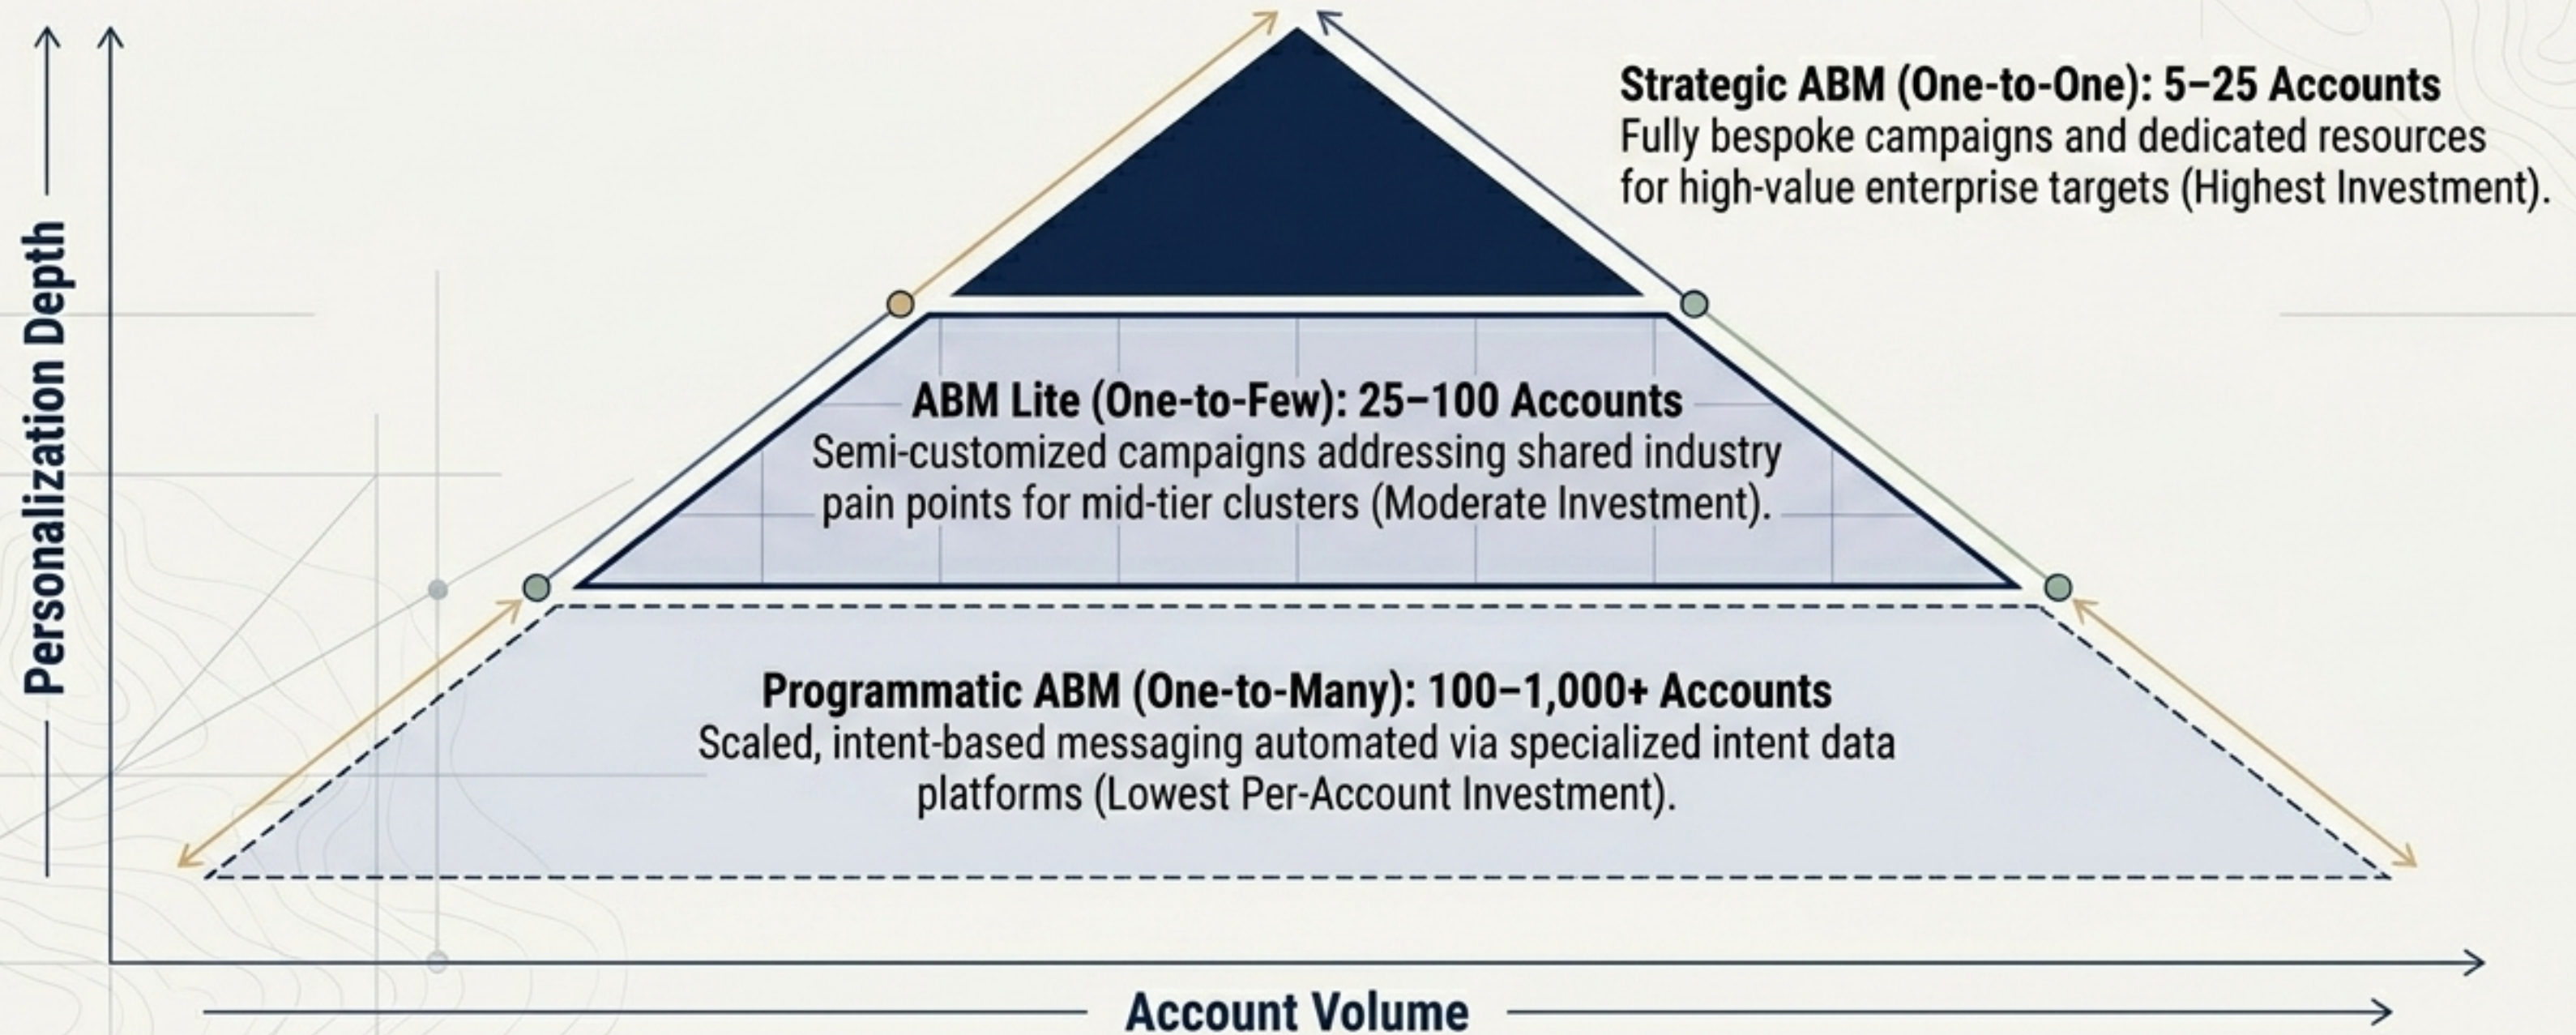 Personalization Depth
Strategic ABM (One-to-One): 5–25 Accounts
Fully bespoke campaigns and dedicated resources
for high-value enterprise targets (Highest Investment).
ABM Lite (One-to-Few): 25–100 Accounts
Semi-customized campaigns addressing shared industry
pain points for mid-tier clusters (Moderate Investment).
Programmatic ABM (One-to-Many): 100–1,000+ Accounts
Scaled, intent-based messaging automated via specialized intent data
platforms (Lowest Per-Account Investment).
Account Volume